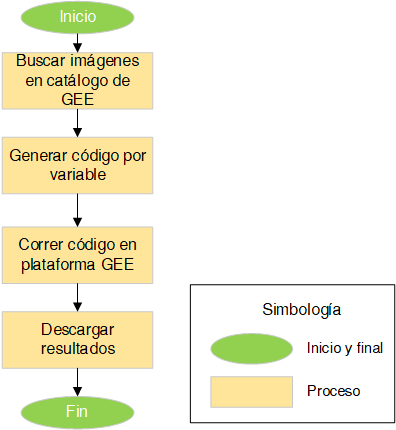 Inicio
Buscar imágenes
en catálogo de
GEE
Generar código por
variable
Correr código en
plataforma GEE
Descargar
resultados
Fin
Simbología
Inicio y final
Proceso